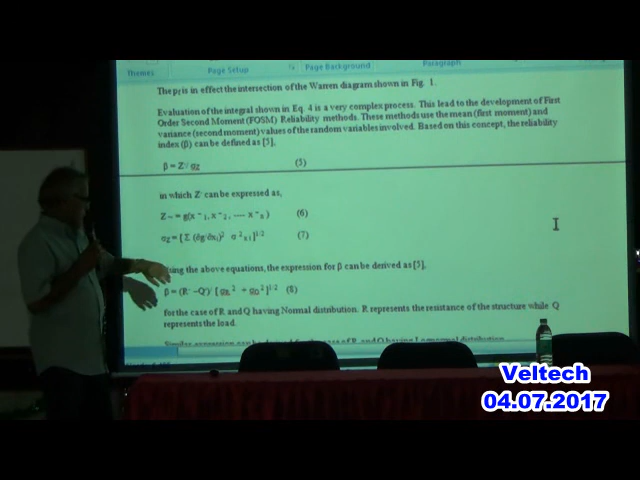 Themes Page Setup Page Background Paragraph
The pf is in effect the intersection of the Warren diagram shown in Fig. 1.
Evaluation of the integral shown in Eq. 4 is a very complex process. This lead to the development of First
Order Second Moment (FOSM) Reliability methods. These methods use the mean (first moment) and
variance (second moment) values of the random variables involved. Based on this concept, the reliability
index (β) can be defined as [5],
(5)
in which Z can be expressed as,
(6)
(7)
the above equations, the expression for β can be derived as [5],
(8)
for the case of R and Q having Normal distribution. R represents the resistance of the structure while Q
represents the load.
Veltech
04.07.2017